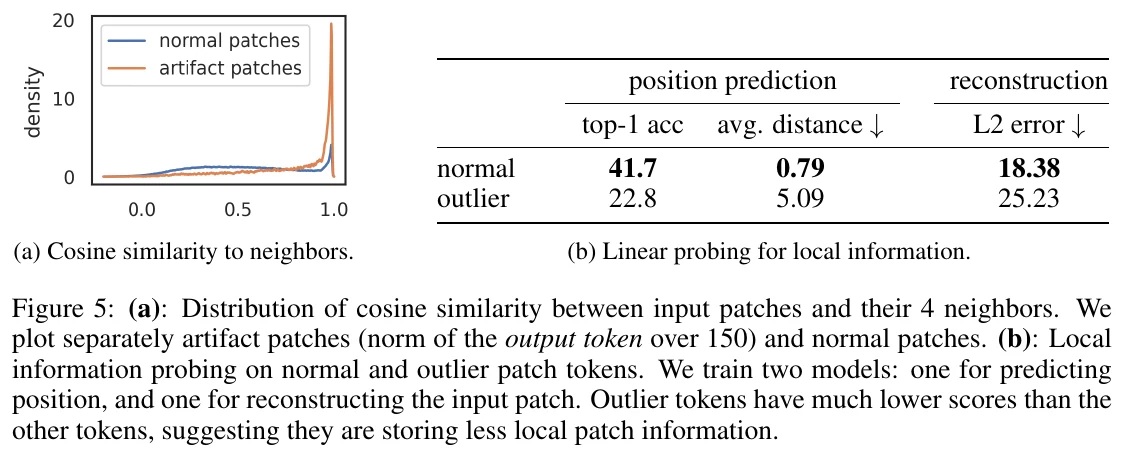 20
10
0
density
normal patches
artifact patches
0.0 0.5 1.0
(a) Cosine similarity to neighbors.
position prediction reconstruction
top-1 acc avg. distance ↓ L2 error ↓
normal 41.7 0.79 18.38
outlier 22.8 5.09 25.23
(b) Linear probing for local information.
Figure 5: (a): Distribution of cosine similarity between input patches and their 4 neighbors. We
plot separately artifact patches (norm of the output token over 150) and normal patches. (b): Local
information probing on normal and outlier patch tokens. We train two models: one for predicting
position, and one for reconstructing the input patch. Outlier tokens have much lower scores than the
other tokens, suggesting they are storing less local patch information.